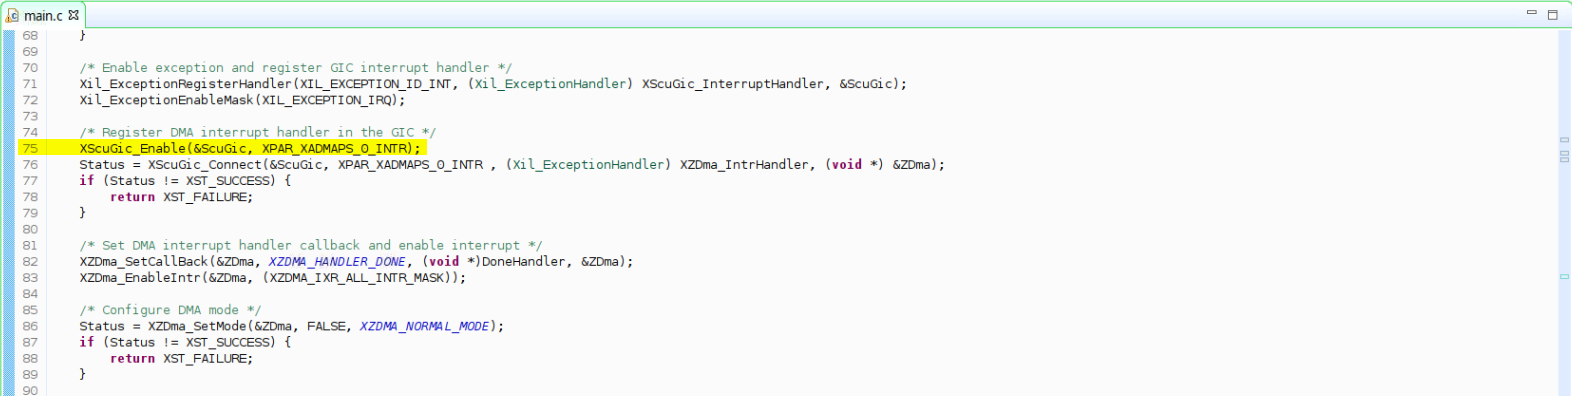 main.c
68 }
69
70 /* Enable exception and register GIC interrupt handler */
71 Xil_ExceptionRegisterHandler(XIL_EXCEPTION_ID_INT, (Xil_ExceptionHandler) XScuGic_InterruptHandler, &ScuGic);
72 Xil_ExceptionEnableMask(XIL_EXCEPTION_IRQ);
73
74 /* Register DMA interrupt handler in the GIC */
75 XScuGic_Enable(&ScuGic, XPAR_XADMAPS_0_INTR);
76 Status = XScuGic_Connect(&ScuGic, XPAR_XADMAPS_0_INTR , (Xil_ExceptionHandler) XZDma_IntrHandler, (void *) &ZDma);
77 if (Status != XST_SUCCESS) {
78 return XST_FAILURE;
79 }
80
81 /* Set DMA interrupt handler callback and enable interrupt */
82 XZDma_SetCallBack(&ZDma, XZDMA_HANDLER_DONE, (void *)DoneHandler, &ZDma);
83 XZDma_EnableIntr(&ZDma, (XZDMA_IXR_ALL_INTR_MASK));
84
85 /* Configure DMA mode */
86 Status = XZDma_SetMode(&ZDma, FALSE, XZDMA_NORMAL_MODE);
87 if (Status != XST_SUCCESS) {
88 return XST_FAILURE;
89 }
90